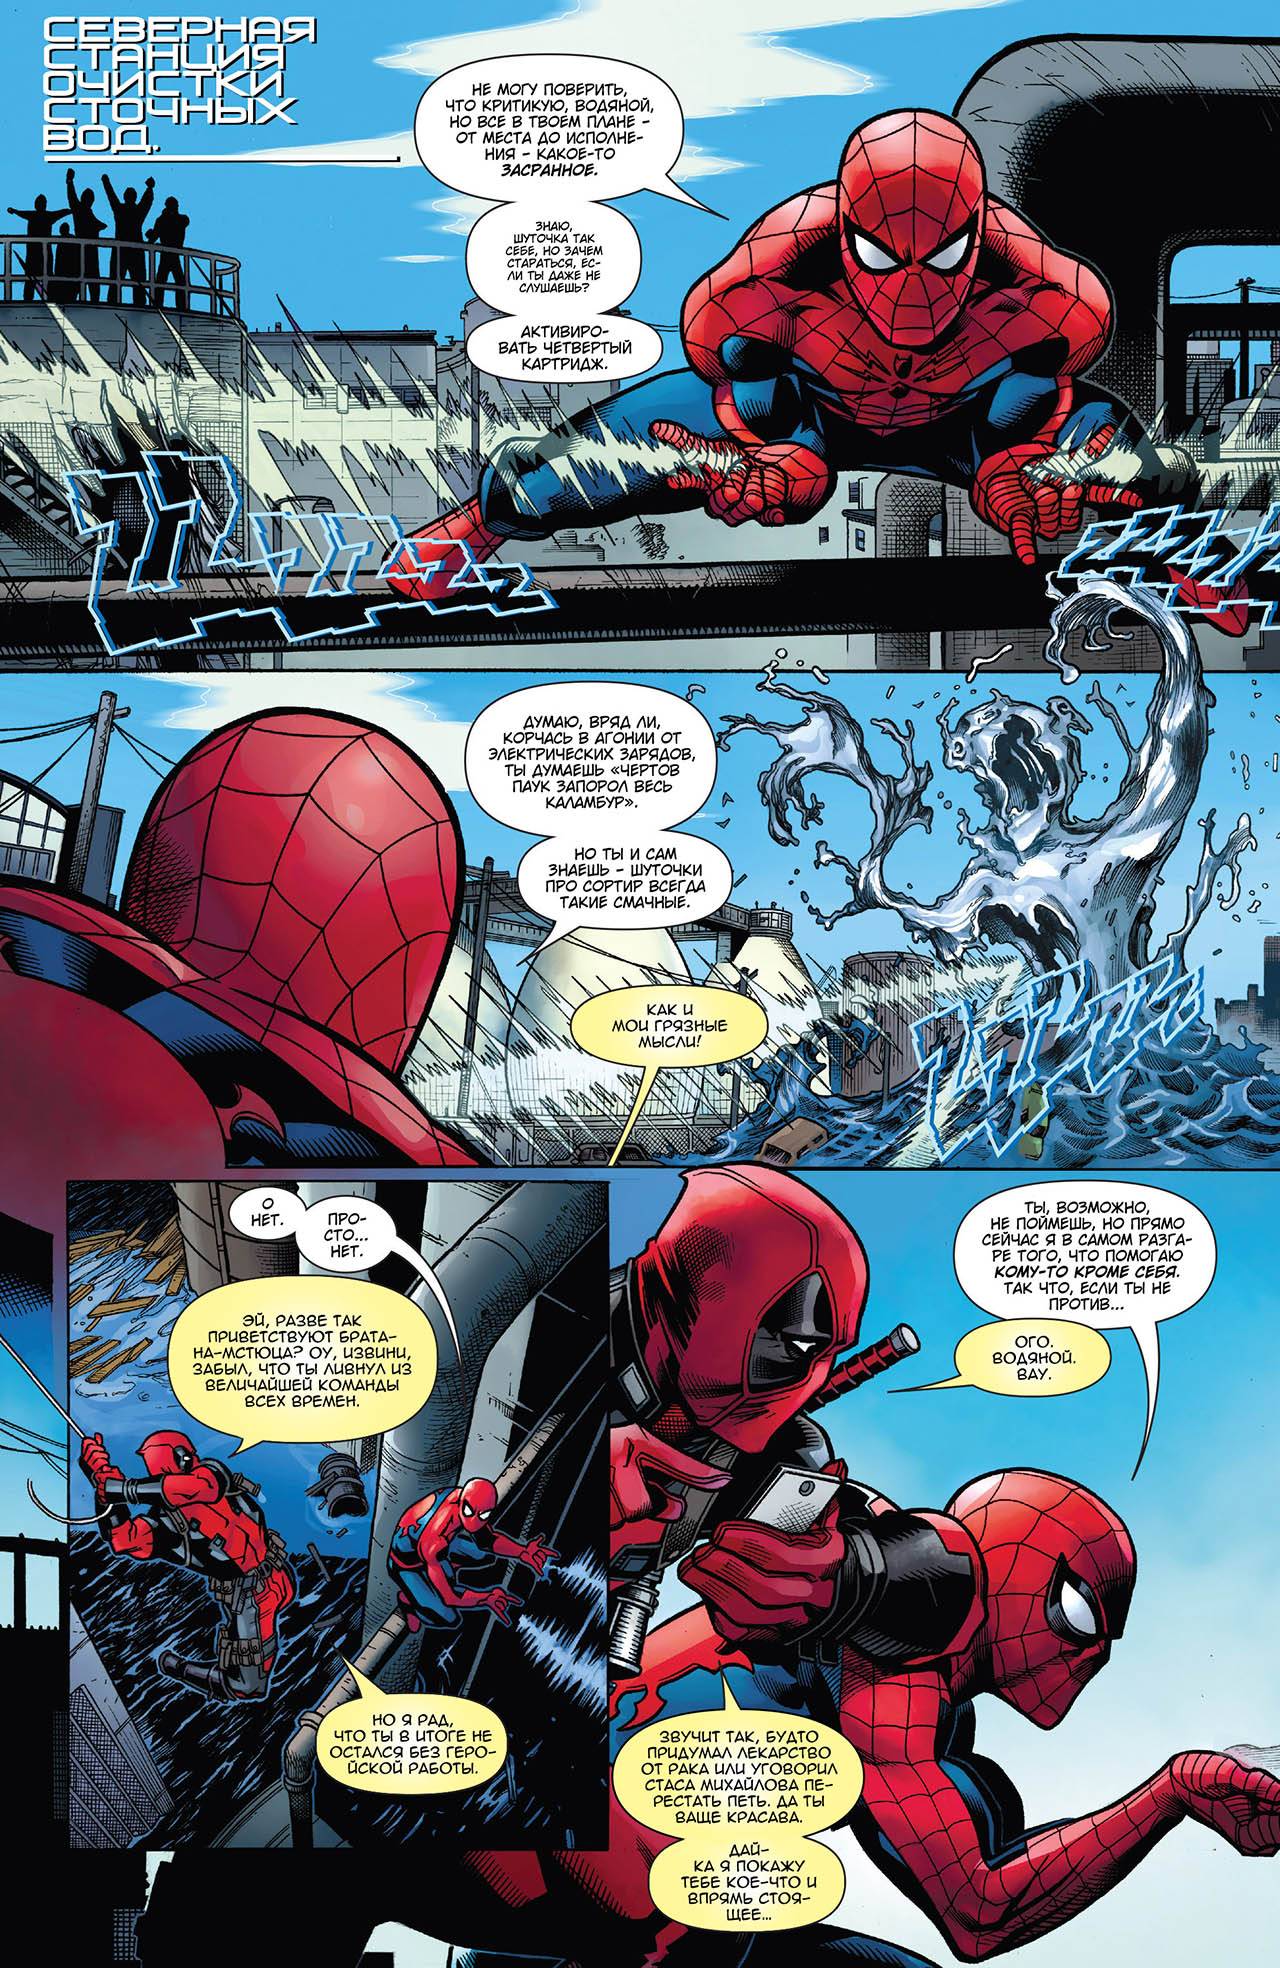 СЕВЕРНАЯ
СТАНЦИЯ
ОЧИСТКИ
СТОЧНЫХ
ВОД.
НЕ МОГУ ПОВЕРИТЬ,
ЧТО КРИТИКУЮ, ВОДЯНОЙ,
НО ВСЕ В ТВОЕМ ПЛАНЕ –
ОТ МЕСТА ДО ИСПОЛНЕ-
НИЯ – КАКОЕ-ТО
ЗАСРАННОЕ.
ЗНАЮ,
ШУТОЧКА ТАК
СЕБЕ, НО ЗАЧЕМ
СТАРАТЬСЯ, ЕС-
ЛИ ТЫ ДАЖЕ НЕ
СЛУШАЕШЬ?
АКТИВИРО-
ВАТЬ ЧЕТВЕРТЫЙ
КАРТРИДЖ.
ДУМАЮ, ВРЯД ЛИ,
КОРЧАСЬ В АГОНИИ ОТ
ЭЛЕКТРИЧЕСКИХ ЗАРЯДОВ,
ТЫ ДУМАЕШЬ «ЧЕРТОВ
ПАУК ЗАПОРОЛ ВЕСЬ
КАЛАМБУР».
НО ТЫ И САМ
ЗНАЕШЬ – ШУТОЧКИ
ПРО СОРТИР ВСЕГДА
ТАКИЕ СМАЧНЫЕ.
КАК И
МОИ ГРЯЗНЫЕ
МЫСЛИ!
О
НЕТ.
ПРО-
СТО...
НЕТ.
ЭЙ, РАЗВЕ ТАК
ПРИВЕТСТВУЮТ БРАТА-
НА-МСТЮЦА? ОУ, ИЗВИНИ,
ЗАБЫЛ, ЧТО ТЫ ЛИВНУЛ ИЗ
ВЕЛИЧАЙШЕЙ КОМАНДЫ
ВСЕХ ВРЕМЕН.
НО Я РАД,
ЧТО ТЫ В ИТОГЕ НЕ
ОСТАЛСЯ БЕЗ ГЕРО-
ЙСКОЙ РАБОТЫ.
ТЫ, ВОЗМОЖНО,
НЕ ПОЙМЕШЬ, НО ПРЯМО
СЕЙЧАС Я В САМОМ РАЗГА-
РЕ ТОГО, ЧТО ПОМОГАЮ
КОМУ-ТО КРОМЕ СЕБЯ.
ТАК ЧТО, ЕСЛИ ТЫ НЕ
ПРОТИВ...
ОГО.
ВОДЯНОЙ.
ВАУ.
ЗВУЧИТ ТАК, БУДТО
ПРИДУМАЛ ЛЕКАРСТВО
ОТ РАКА ИЛИ УГОВОРИЛ
СТАСА МИХАЙЛОВА ПЕ-
РЕСТАТЬ ПЕТЬ. ДА ТЫ
ВАЩЕ КРАСАВА.
ДАЙ-
КА Я ПОКАЖУ
ТЕБЕ КОЕ-ЧТО И
ВПРЯМЬ СТОЯ-
ЩЕЕ...